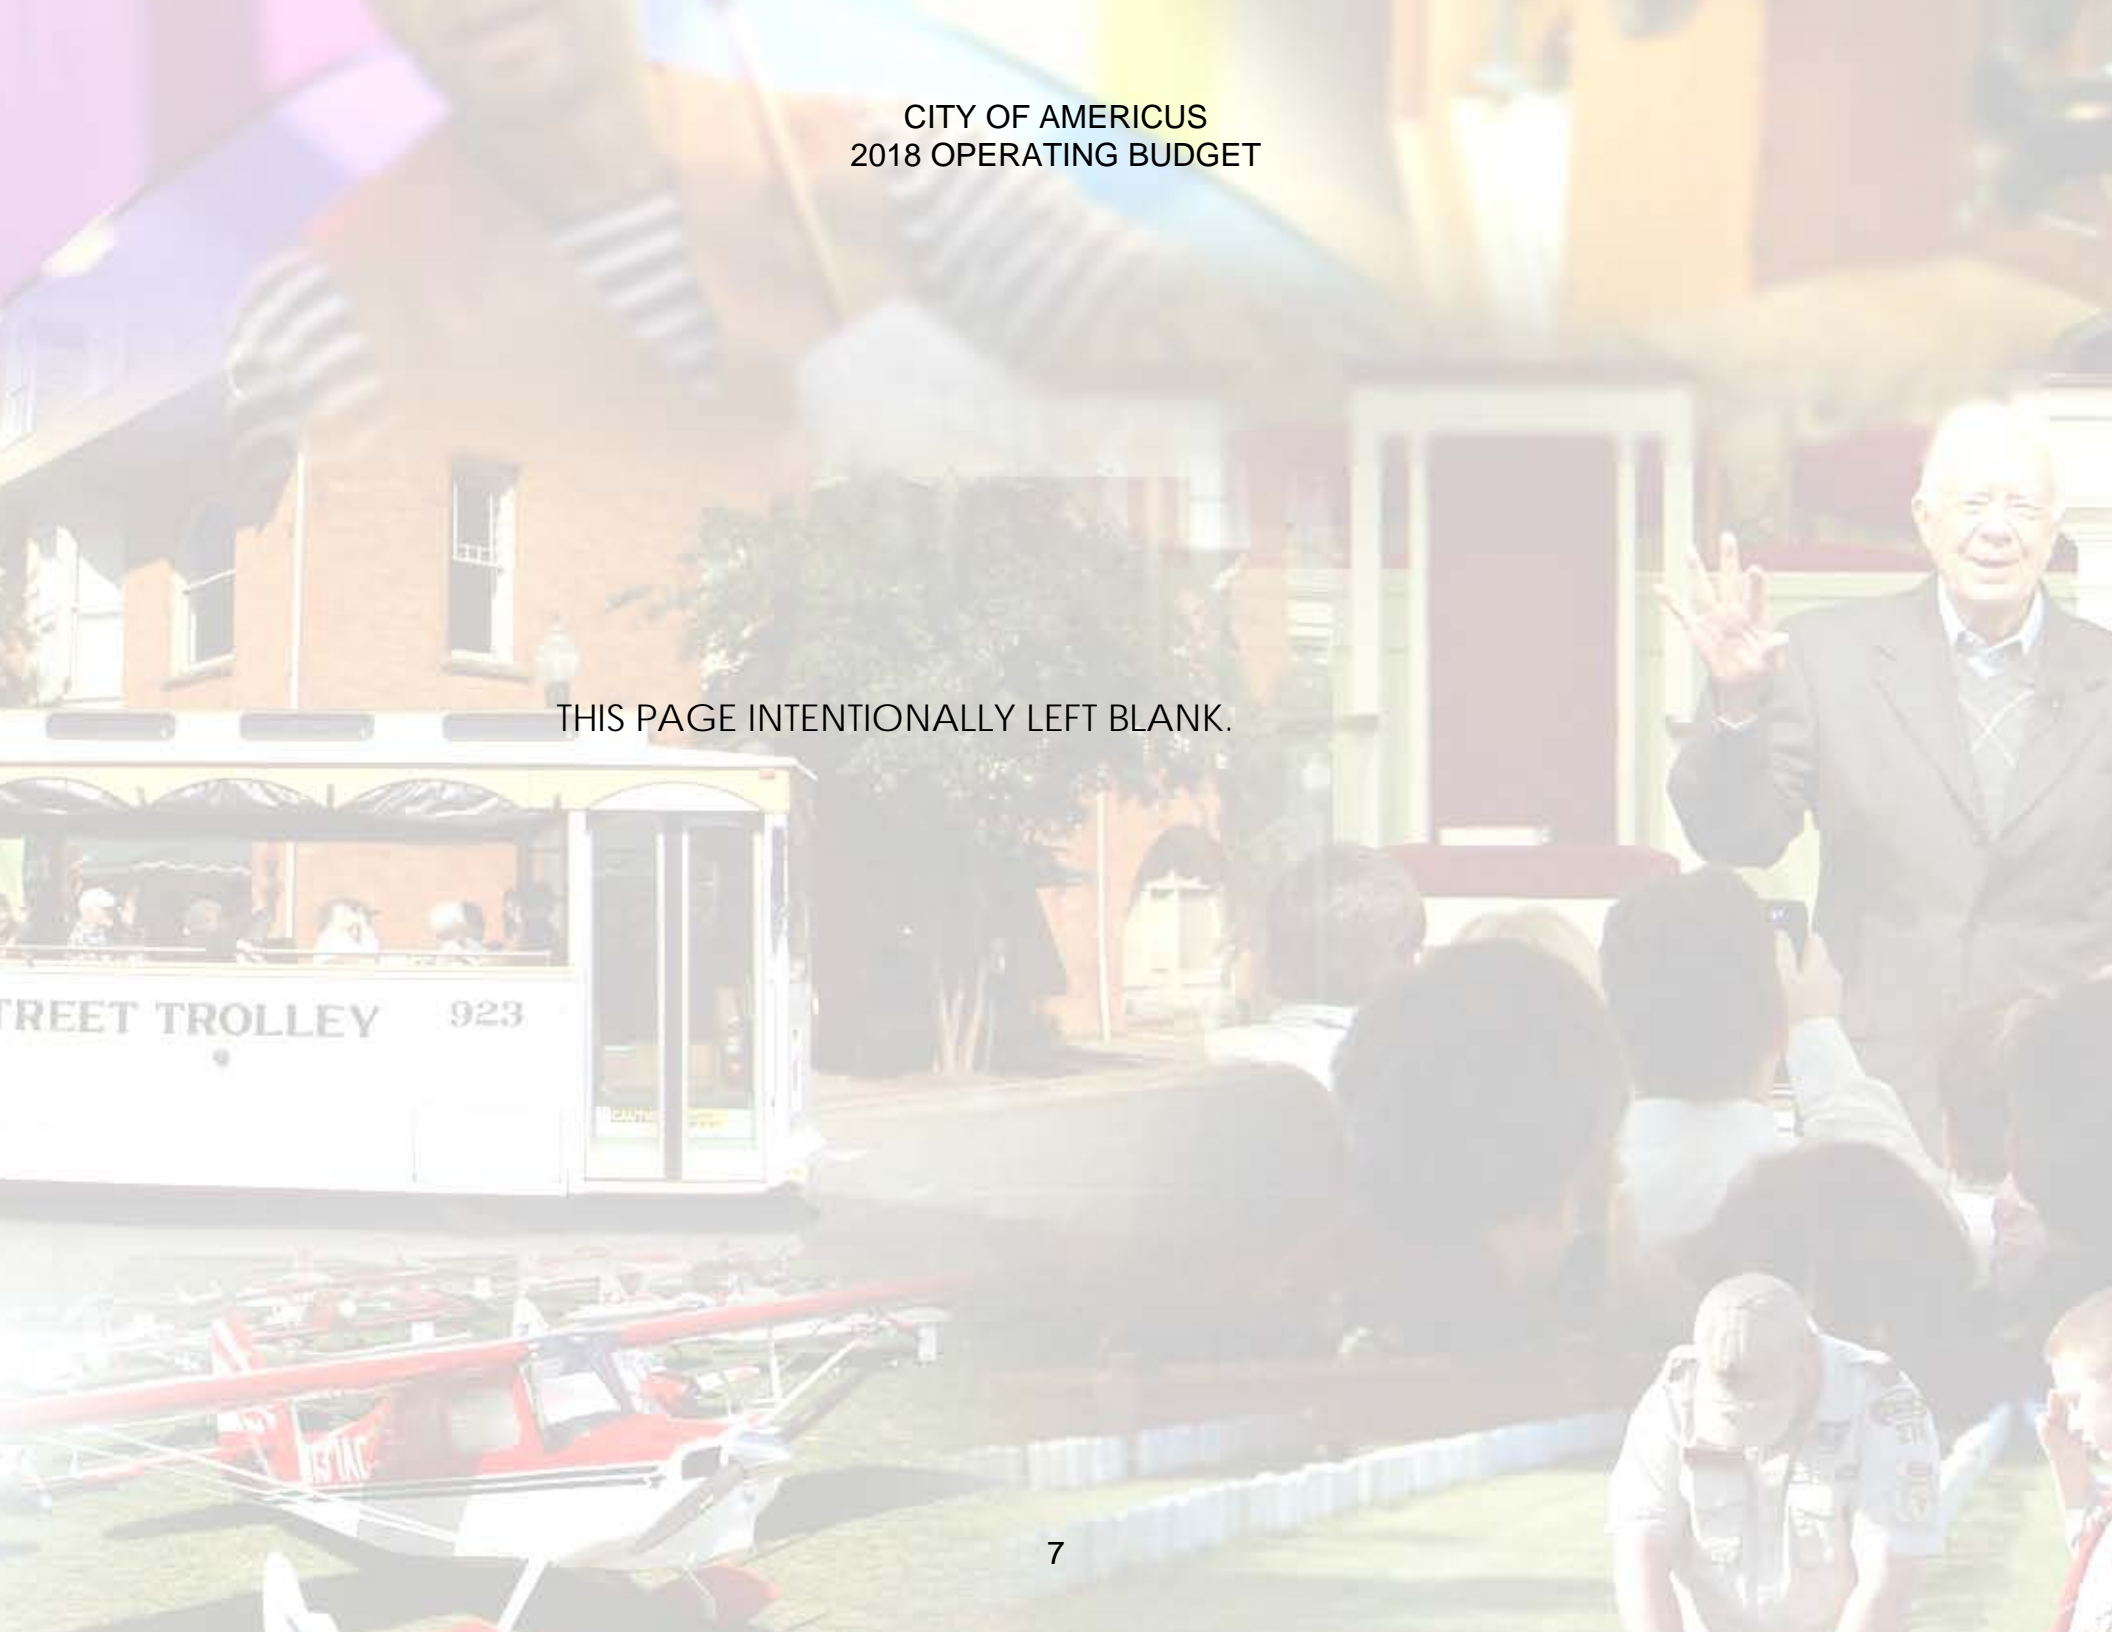 CITY OF AMERICUS
2018 OPERATING BUDGET
THIS PAGE INTENTIONALLY LEFT BLANK.
TREET TROLLEY 923
7